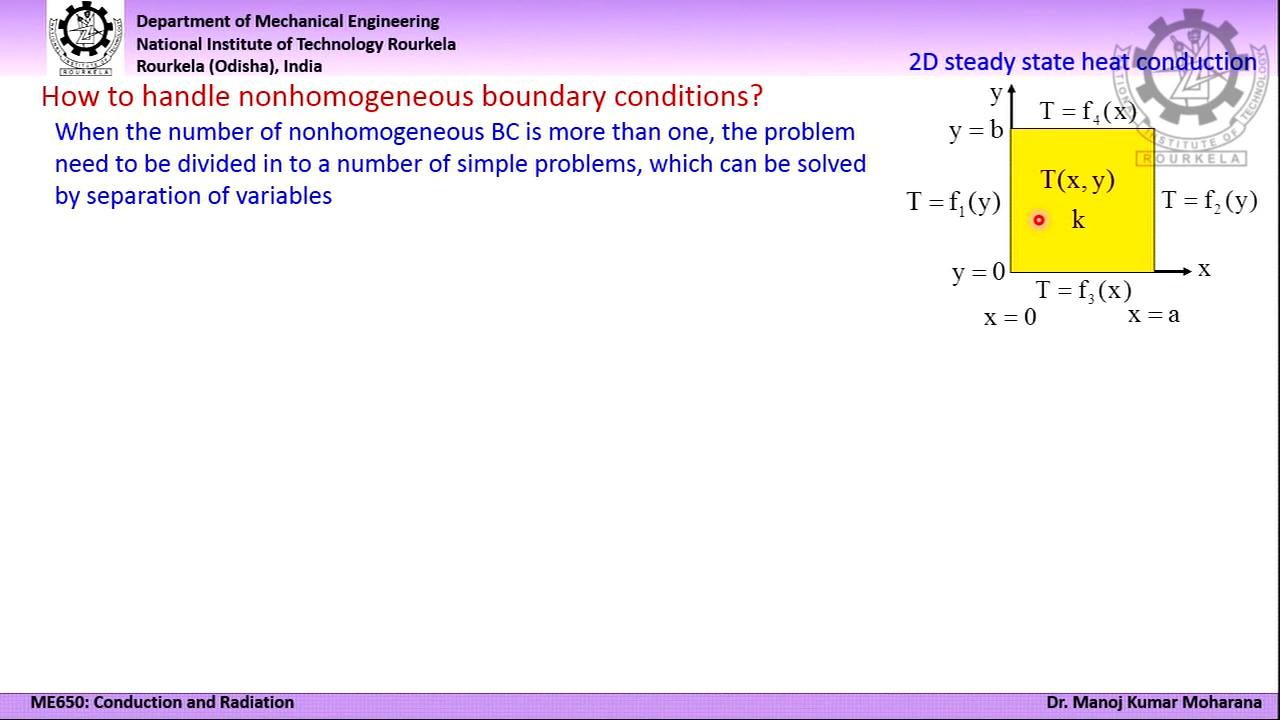 Department of Mechanical Engineering
National Institute of Technology Rourkela
Rourkela (Odisha), India
2D steady state heat conduction
How to handle nonhomogeneous boundary conditions?
When the number of nonhomogeneous BC is more than one, the problem
need to be divided in to a number of simple problems, which can be solved
by separation of variables
y
T = f₄(x)
y = b
T(x, y)
T = f₁(y)
T = f₂(y)
k
y = 0
x
T = f₃(x)
x = 0
x = a
ROURKELA
ME650: Conduction and Radiation
Dr. Manoj Kumar Moharana